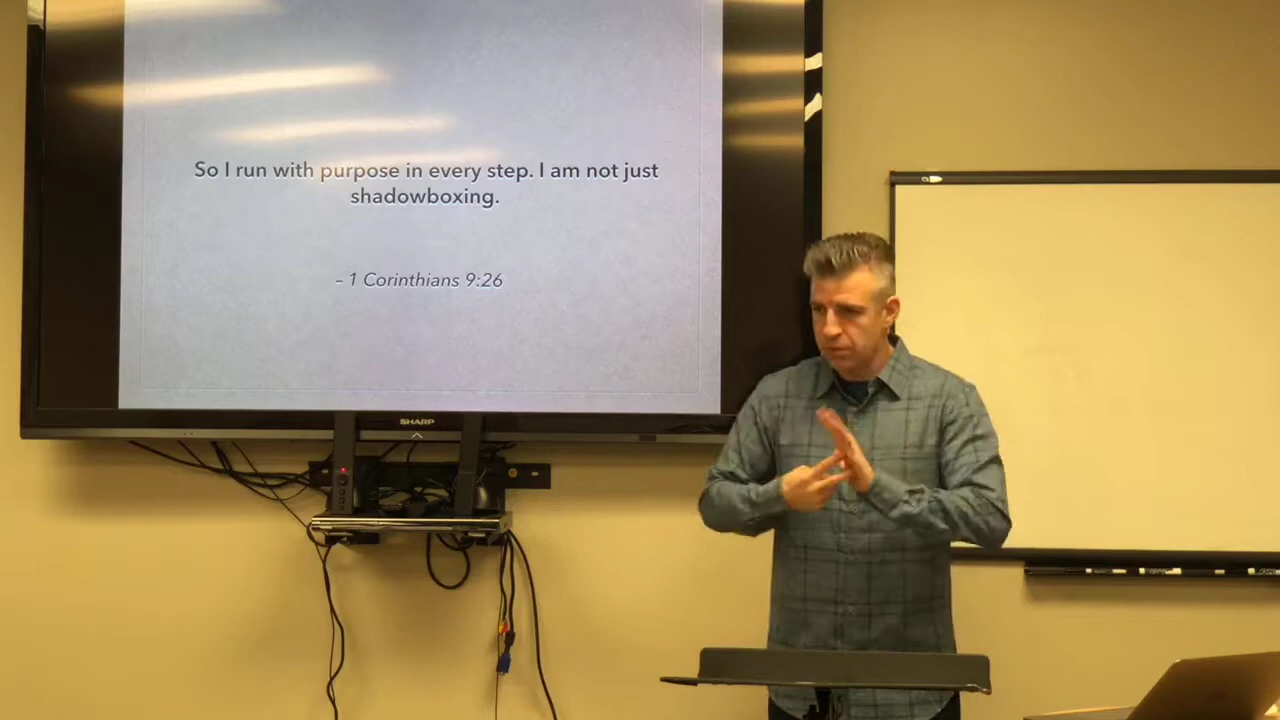 So I run with purpose in every step. I am not just
shadowboxing.
– 1 Corinthians 9:26
SHARP